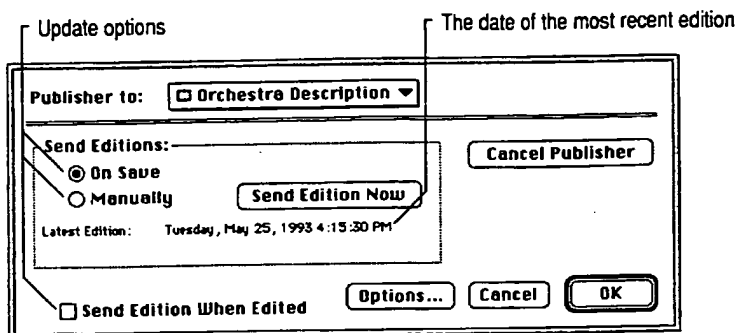 Update options
The date of the most recent edition
Publisher to: Orchestra Description
Send Editions:
On Save
Cancel Publisher
Manually
Send Edition Now
Latest Edition: Tuesday, May 25, 1993 4:15:30 PM
Send Edition When Edited
Options...
Cancel
OK